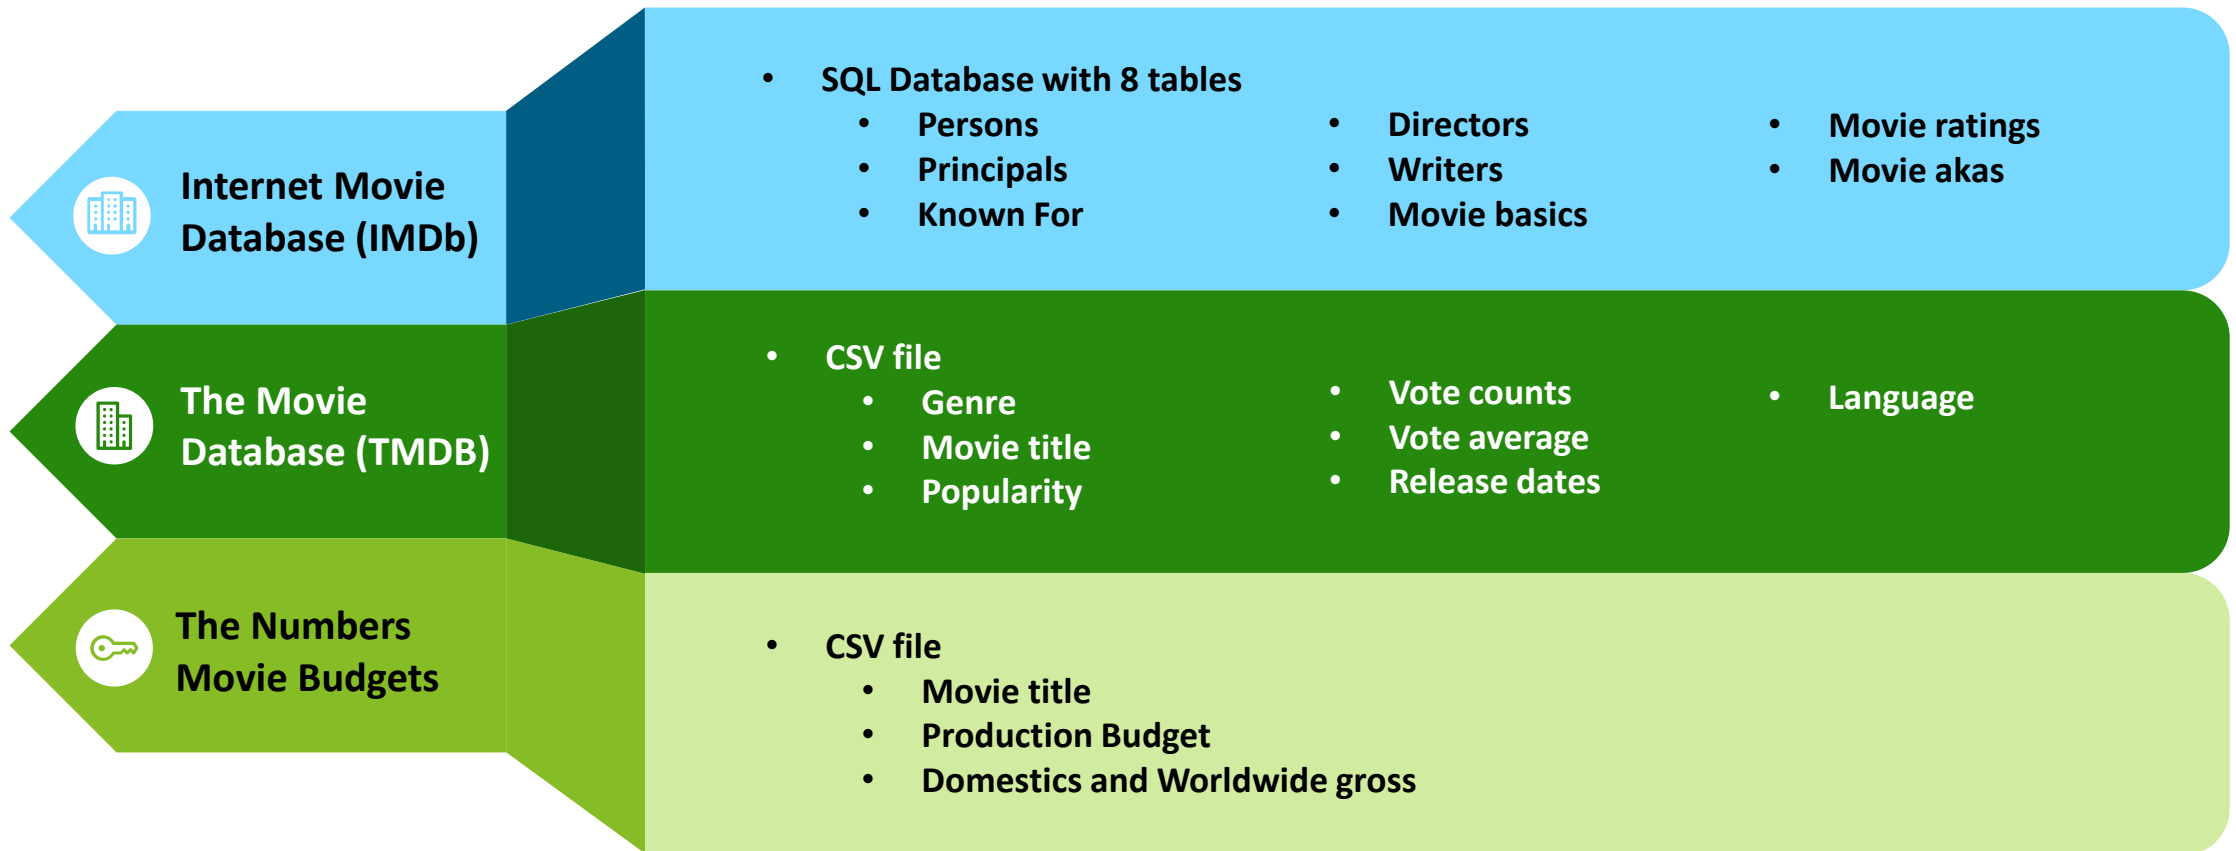 Internet Movie
Database (IMDb)
• SQL Database with 8 tables
• Persons
• Principals
• Known For
• Directors
• Writers
• Movie basics
• Movie ratings
• Movie akas
The Movie
Database (TMDB)
• CSV file
• Genre
• Movie title
• Popularity
• Vote counts
• Vote average
• Release dates
• Language
The Numbers
Movie Budgets
• CSV file
• Movie title
• Production Budget
• Domestics and Worldwide gross